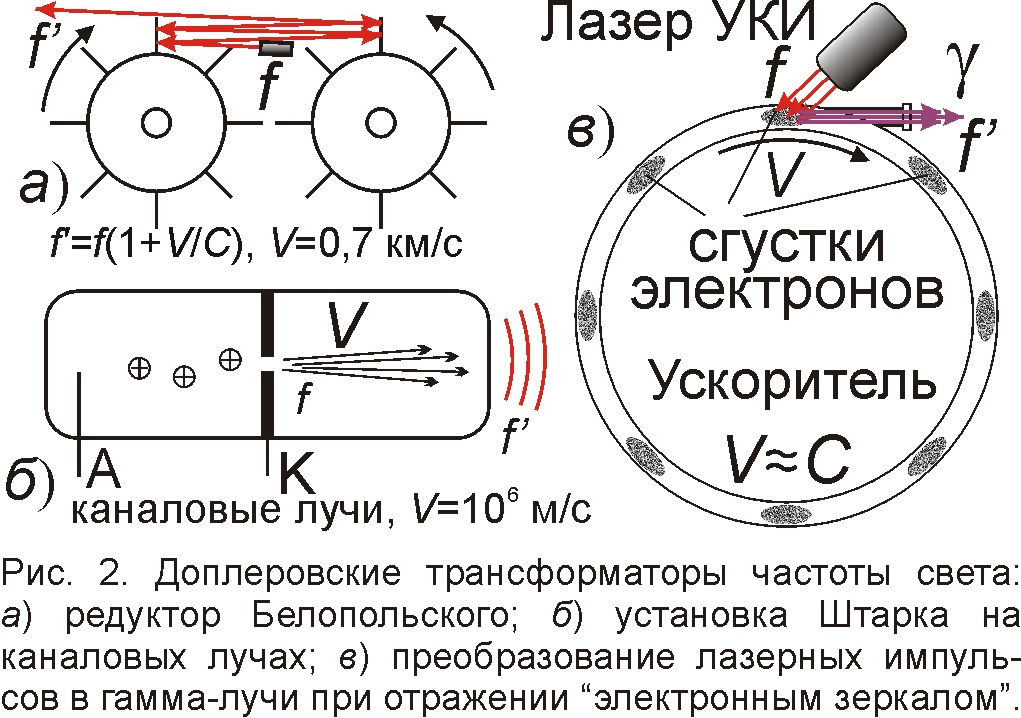 f'
f
а)
f'=f(1+V/C), V=0,7 км/с
V
f
f'
А
К
б)
каналовые лучи, V=10⁶ м/с
Лазер УКИ
f
γ
f'
в)
V
сгустки
электронов
Ускоритель
V≈C
Рис. 2. Доплеровские трансформаторы частоты света:
а) редуктор Белопольского; б) установка Штарка на
каналовых лучах; в) преобразование лазерных импуль-
сов в гамма-лучи при отражении “электронным зеркалом”.